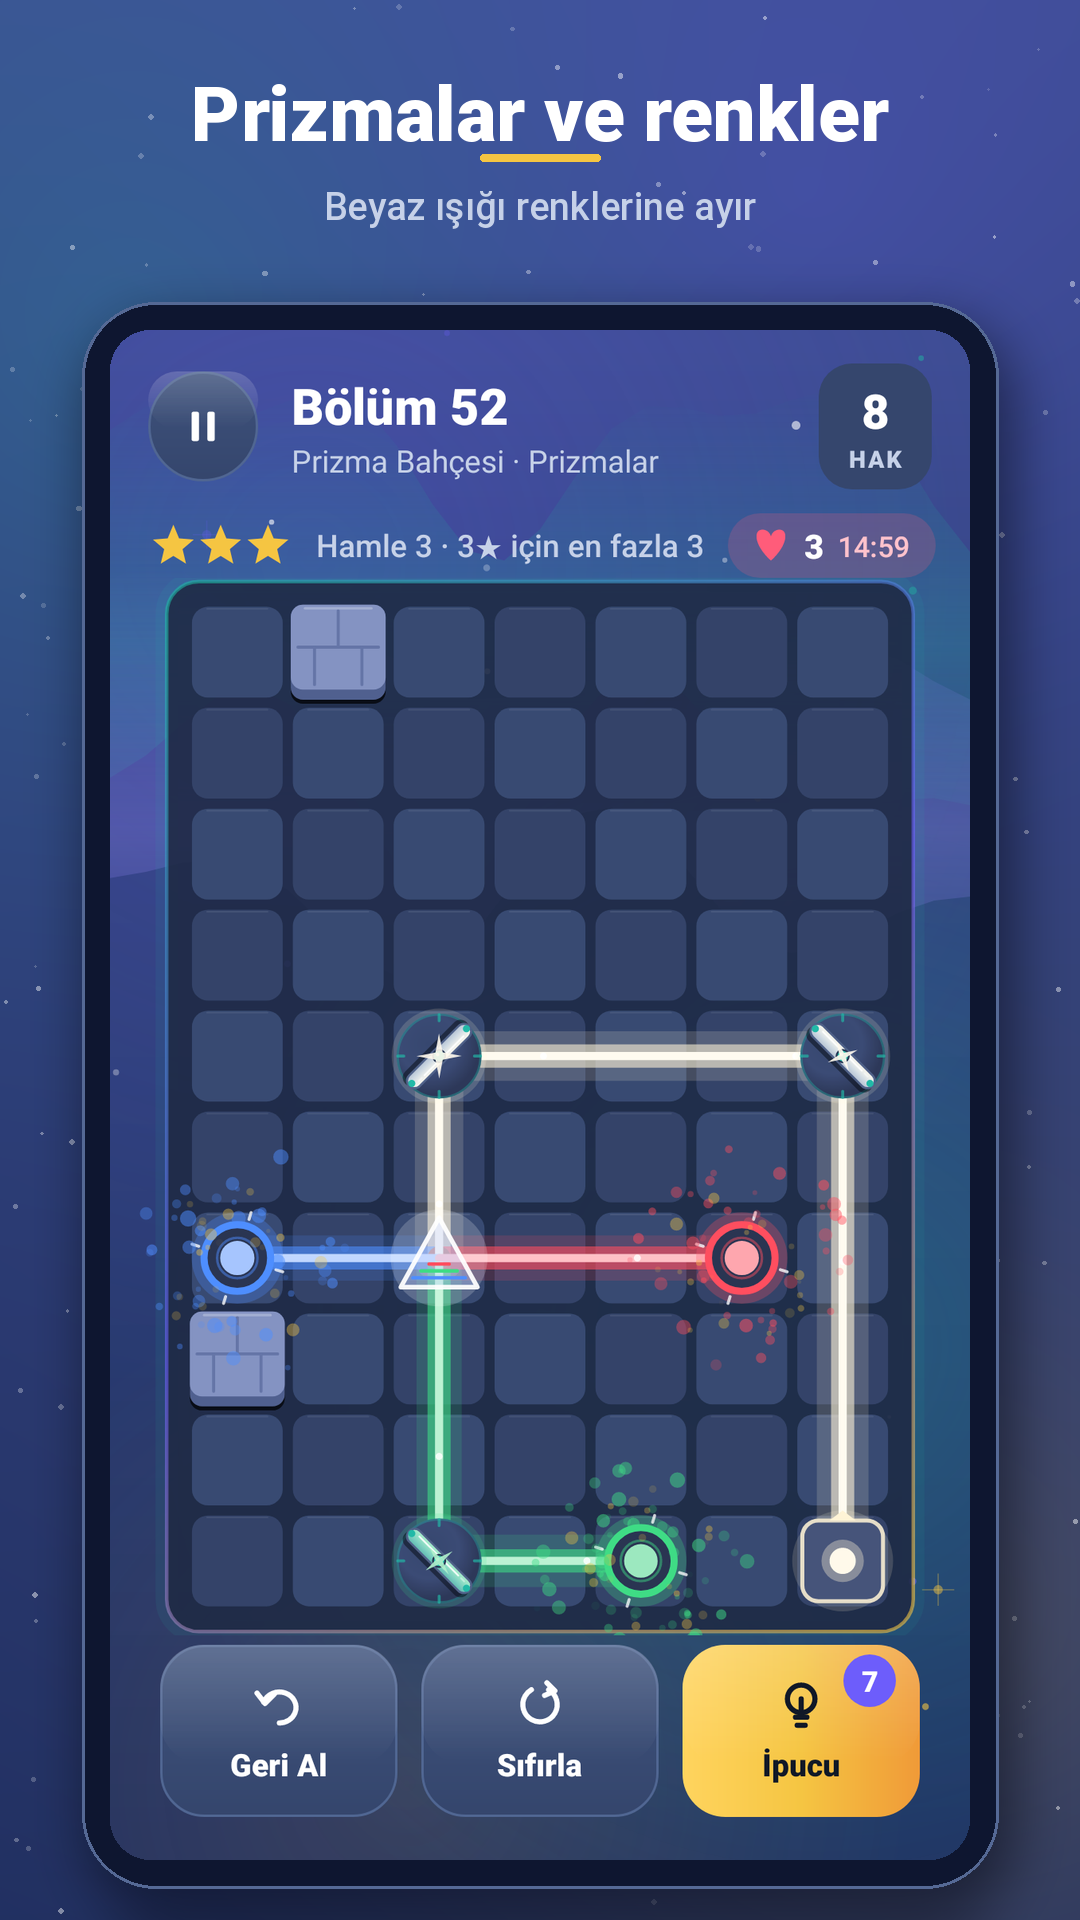 Prizmalar ve renkler
Beyaz ışığı renklerine ayır
Bölüm 52
Prizma Bahçesi · Prizmalar
8
HAK
Hamle 3 · 3★ için en fazla 3
3 14:59
Geri Al
Sıfırla
İpucu
7